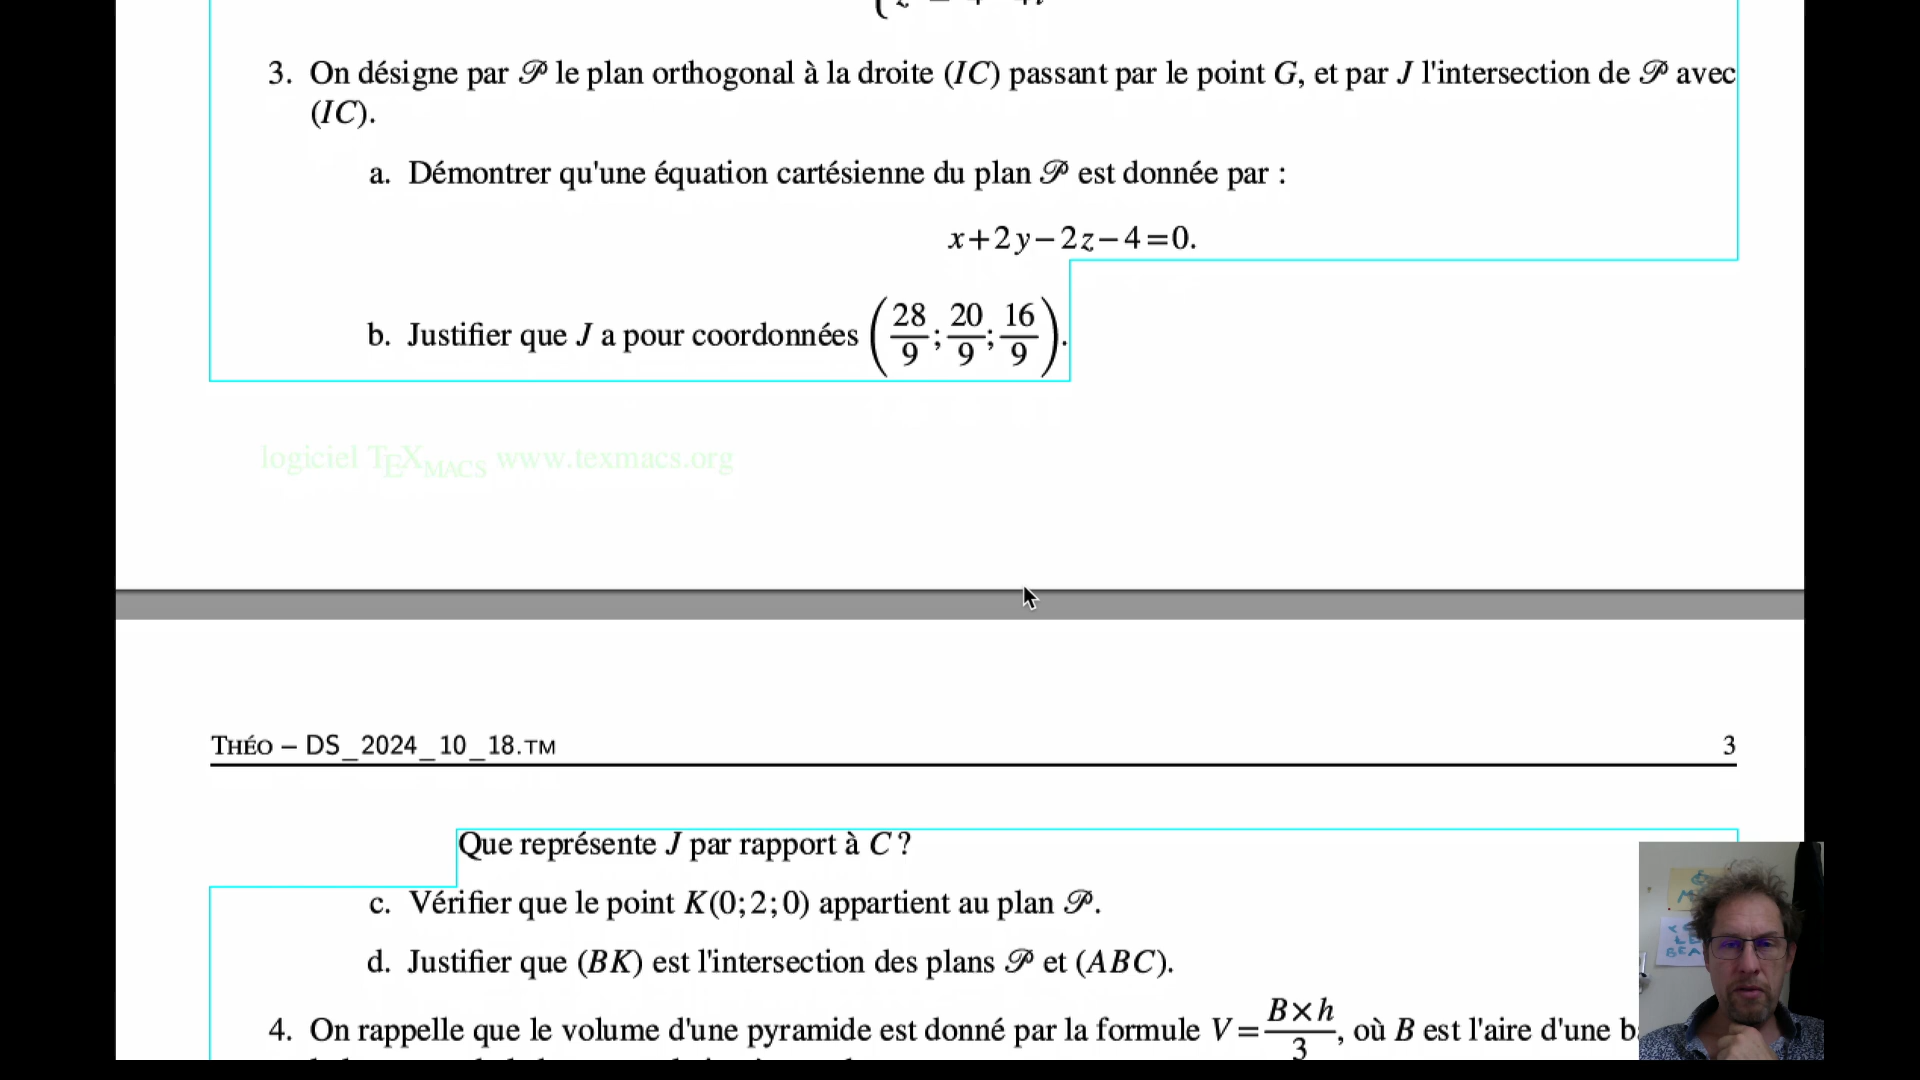 3. On désigne par 𝒫 le plan orthogonal à la droite (IC) passant par le point G, et par J l'intersection de 𝒫 avec
(IC).
a. Démontrer qu'une équation cartésienne du plan 𝒫 est donnée par :
x+2y−2z−4=0.
b. Justifier que J a pour coordonnées (28/9; 20/9; 16/9).
logiciel TEXMACS www.texmacs.org
THÉO – DS_2024_10_18.TM 3
Que représente J par rapport à C ?
c. Vérifier que le point K(0;2;0) appartient au plan 𝒫.
d. Justifier que (BK) est l'intersection des plans 𝒫 et (ABC).
4. On rappelle que le volume d'une pyramide est donné par la formule V=B×h/3, où B est l'aire d'une